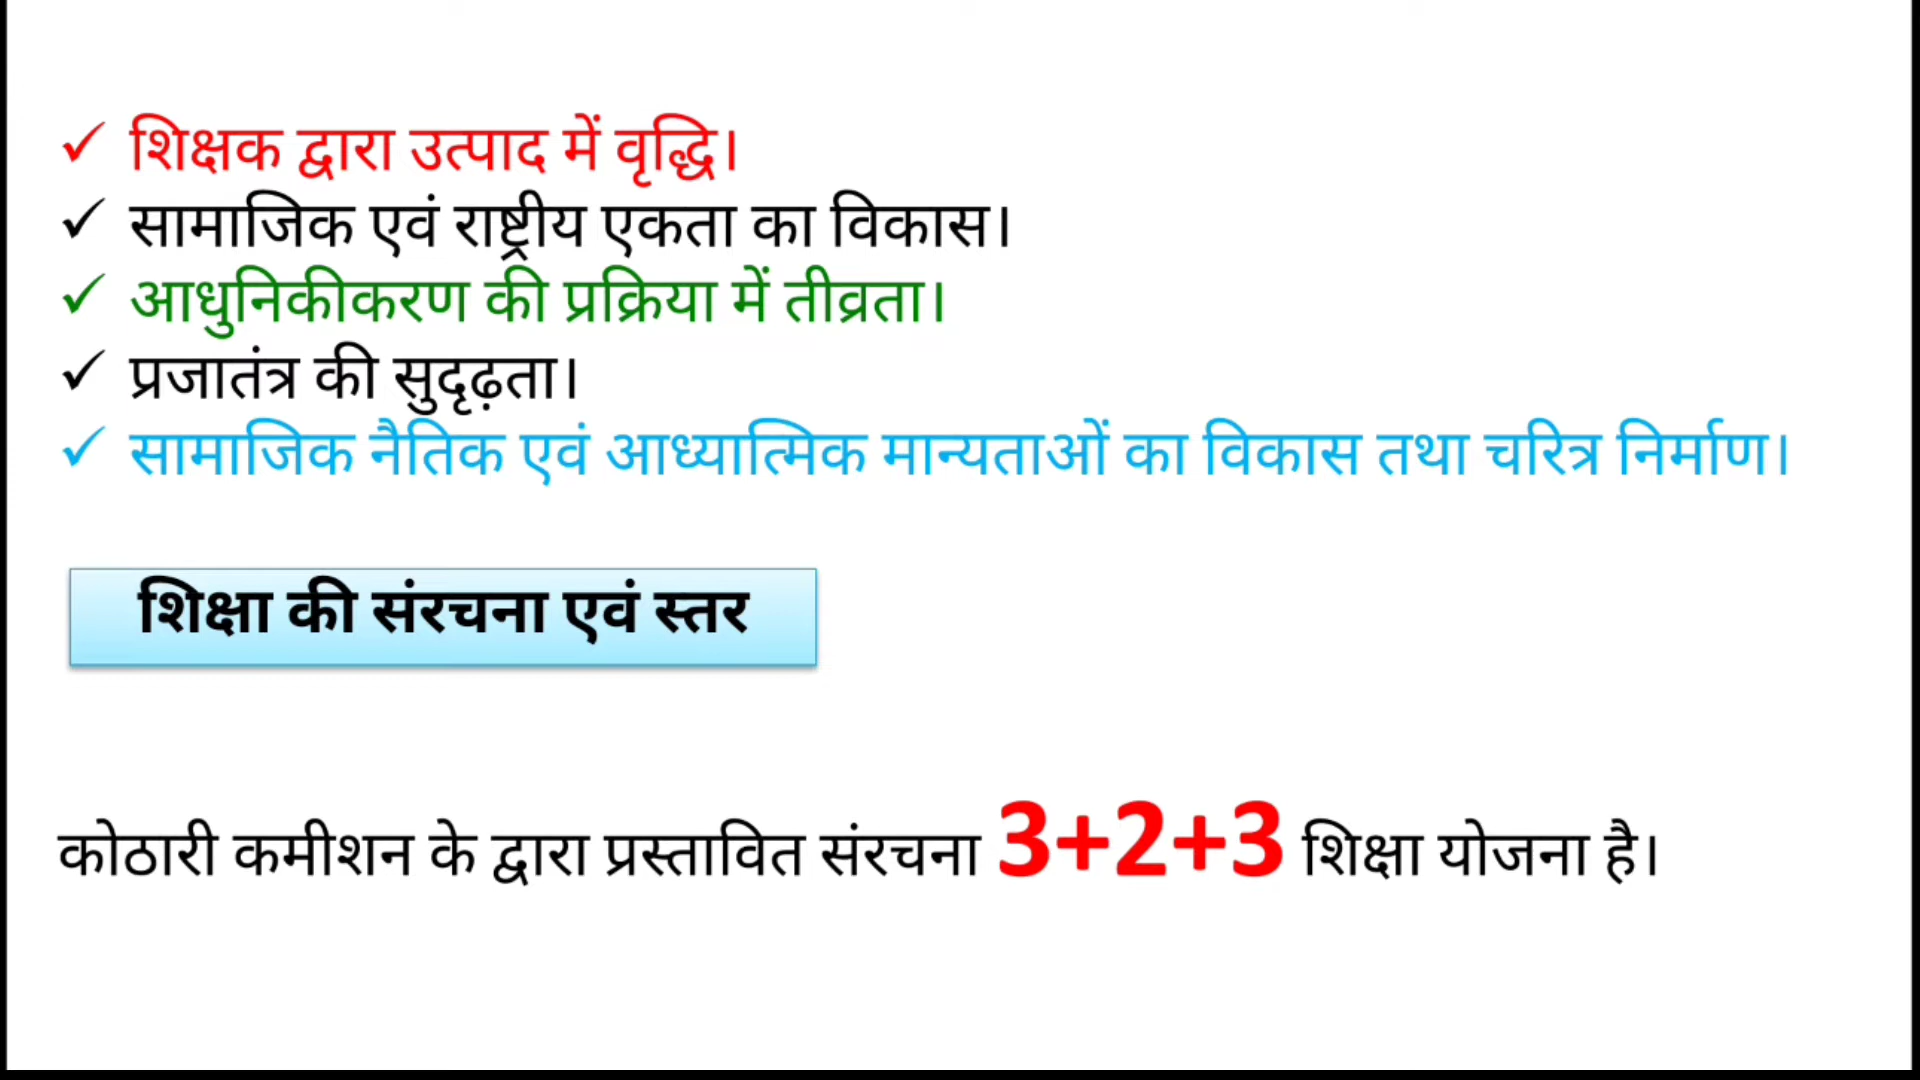 ✓ शिक्षक द्वारा उत्पाद में वृद्धि।
✓ सामाजिक एवं राष्ट्रीय एकता का विकास।
✓ आधुनिकीकरण की प्रक्रिया में तीव्रता।
✓ प्रजातंत्र की सुदृढ़ता।
✓ सामाजिक नैतिक एवं आध्यात्मिक मान्यताओं का विकास तथा चरित्र निर्माण।
शिक्षा की संरचना एवं स्तर
कोठारी कमीशन के द्वारा प्रस्तावित संरचना 3+2+3 शिक्षा योजना है।